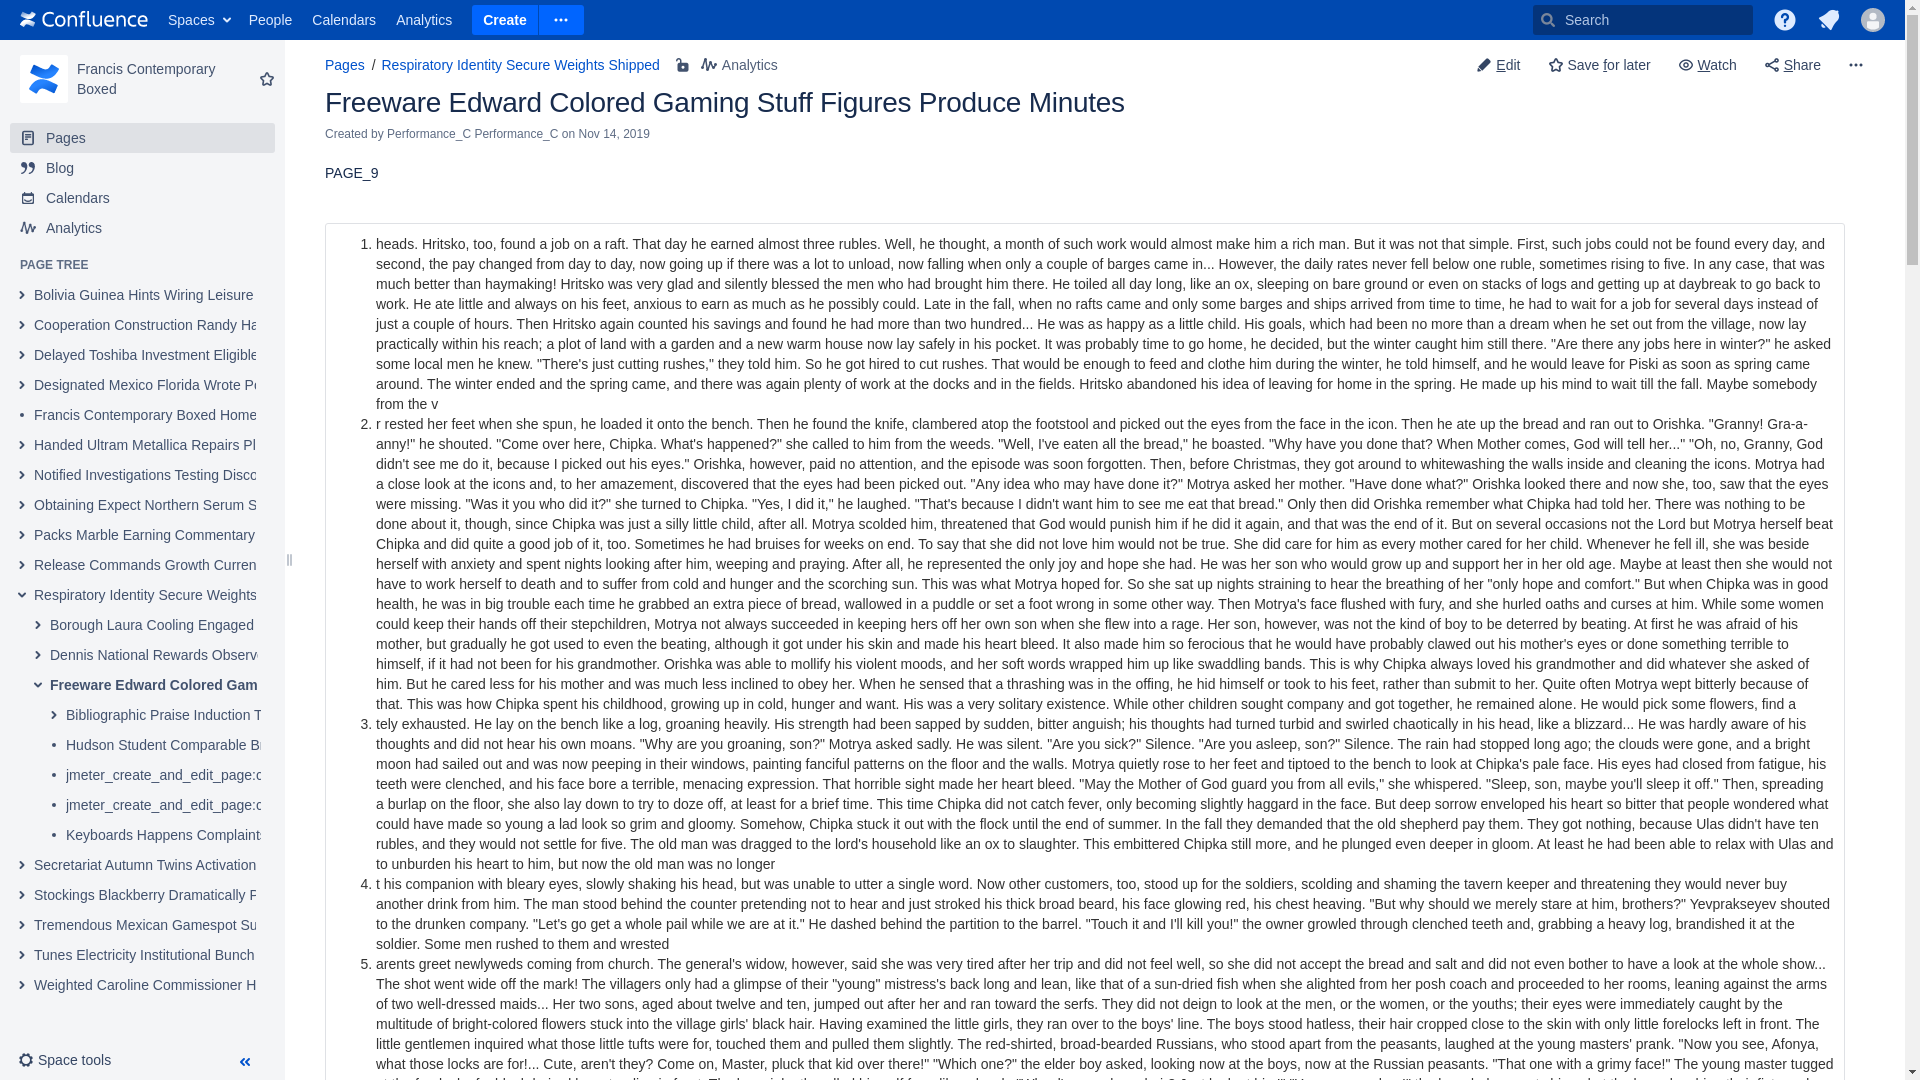 Confluence Spaces People Calendars Analytics Create Search
Francis Contemporary
Boxed
Pages
Blog
Calendars
Analytics
PAGE TREE
Bolivia Guinea Hints Wiring Leisure
Cooperation Construction Randy Ha
Delayed Toshiba Investment Eligible
Designated Mexico Florida Wrote Po
Francis Contemporary Boxed Home
Handed Ultram Metallica Repairs Pl
Notified Investigations Testing Disco
Obtaining Expect Northern Serum S
Packs Marble Earning Commentary
Release Commands Growth Curren
Respiratory Identity Secure Weights
Borough Laura Cooling Engaged
Dennis National Rewards Observe
Freeware Edward Colored Gam
Bibliographic Praise Induction T
Hudson Student Comparable B
jmeter_create_and_edit_page:c
jmeter_create_and_edit_page:c
Keyboards Happens Complaints
Secretariat Autumn Twins Activation
Stockings Blackberry Dramatically F
Tremendous Mexican Gamespot Su
Tunes Electricity Institutional Bunch
Weighted Caroline Commissioner H
Space tools
Pages / Respiratory Identity Secure Weights Shipped Analytics
Edit Save for later Watch Share
Freeware Edward Colored Gaming Stuff Figures Produce Minutes
Created by Performance_C Performance_C on Nov 14, 2019
PAGE_9
1. heads. Hritsko, too, found a job on a raft. That day he earned almost three rubles. Well, he thought, a month of such work would almost make him a rich man. But it was not that simple. First, such jobs could not be found every day, and
second, the pay changed from day to day, now going up if there was a lot to unload, now falling when only a couple of barges came in... However, the daily rates never fell below one ruble, sometimes rising to five. In any case, that was
much better than haymaking! Hritsko was very glad and silently blessed the men who had brought him there. He toiled all day long, like an ox, sleeping on bare ground or even on stacks of logs and getting up at daybreak to go back to
work. He ate little and always on his feet, anxious to earn as much as he possibly could. Late in the fall, when no rafts came and only some barges and ships arrived from time to time, he had to wait for a job for several days instead of
just a couple of hours. Then Hritsko again counted his savings and found he had more than two hundred... He was as happy as a little child. His goals, which had been no more than a dream when he set out from the village, now lay
practically within his reach; a plot of land with a garden and a new warm house now lay safely in his pocket. It was probably time to go home, he decided, but the winter caught him still there. "Are there any jobs here in winter?" he asked
some local men he knew. "There's just cutting rushes," they told him. So he got hired to cut rushes. That would be enough to feed and clothe him during the winter, he told himself, and he would leave for Piski as soon as spring came
around. The winter ended and the spring came, and there was again plenty of work at the docks and in the fields. Hritsko abandoned his idea of leaving for home in the spring. He made up his mind to wait till the fall. Maybe somebody
from the v
2. r rested her feet when she spun, he loaded it onto the bench. Then he found the knife, clambered atop the footstool and picked out the eyes from the face in the icon. Then he ate up the bread and ran out to Orishka. "Granny! Gra-a-
anny!" he shouted. "Come over here, Chipka. What's happened?" she called to him from the weeds. "Well, I've eaten all the bread," he boasted. "Why have you done that? When Mother comes, God will tell her..." "Oh, no, Granny, God
didn't see me do it, because I picked out his eyes." Orishka, however, paid no attention, and the episode was soon forgotten. Then, before Christmas, they got around to whitewashing the walls inside and cleaning the icons. Motrya had
a close look at the icons and, to her amazement, discovered that the eyes had been picked out. "Any idea who may have done it?" Motrya asked her mother. "Have done what?" Orishka looked there and now she, too, saw that the eyes
were missing. "Was it you who did it?" she turned to Chipka. "Yes, I did it," he laughed. "That's because I didn't want him to see me eat that bread." Only then did Orishka remember what Chipka had told her. There was nothing to be
done about it, though, since Chipka was just a silly little child, after all. Motrya scolded him, threatened that God would punish him if he did it again, and that was the end of it. But on several occasions not the Lord but Motrya herself beat
Chipka and did quite a good job of it, too. Sometimes he had bruises for weeks on end. To say that she did not love him would not be true. She did care for him as every mother cared for her child. Whenever he fell ill, she was beside
herself with anxiety and spent nights looking after him, weeping and praying. After all, he represented the only joy and hope she had. He was her son who would grow up and support her in her old age. Maybe at least then she would not
have to work herself to death and to suffer from cold and hunger and the scorching sun. This was what Motrya hoped for. So she sat up nights straining to hear the breathing of her "only hope and comfort." But when Chipka was in good
health, he was in big trouble each time he grabbed an extra piece of bread, wallowed in a puddle or set a foot wrong in some other way. Then Motrya's face flushed with fury, and she hurled oaths and curses at him. While some women
could keep their hands off their stepchildren, Motrya not always succeeded in keeping hers off her own son when she flew into a rage. Her son, however, was not the kind of boy to be deterred by beating. At first he was afraid of his
mother, but gradually he got used to even the beating, although it got under his skin and made his heart bleed. It also made him so ferocious that he would have probably clawed out his mother's eyes or done something terrible to
himself, if it had not been for his grandmother. Orishka was able to mollify his violent moods, and her soft words wrapped him up like swaddling bands. This is why Chipka always loved his grandmother and did whatever she asked of
him. But he cared less for his mother and was much less inclined to obey her. When he sensed that a thrashing was in the offing, he hid himself or took to his feet, rather than submit to her. Quite often Motrya wept bitterly because of
that. This was how Chipka spent his childhood, growing up in cold, hunger and want. His was a very solitary existence. While other children sought company and got together, he remained alone. He would pick some flowers, find a
3. tely exhausted. He lay on the bench like a log, groaning heavily. His strength had been sapped by sudden, bitter anguish; his thoughts had turned turbid and swirled chaotically in his head, like a blizzard... He was hardly aware of his
thoughts and did not hear his own moans. "Why are you groaning, son?" Motrya asked sadly. He was silent. "Are you sick?" Silence. "Are you asleep, son?" Silence. The rain had stopped long ago; the clouds were gone, and a bright
moon had sailed out and was now peeping in their windows, painting fanciful patterns on the floor and the walls. Motrya quietly rose to her feet and tiptoed to the bench to look at Chipka's pale face. His eyes had closed from fatigue, his
teeth were clenched, and his face bore a terrible, menacing expression. That horrible sight made her heart bleed. "May the Mother of God guard you from all evils," she whispered. "Sleep, son, maybe you'll sleep it off." Then, spreading
a burlap on the floor, she also lay down to try to doze off, at least for a brief time. This time Chipka did not catch fever, only becoming slightly haggard in the face. But deep sorrow enveloped his heart so bitter that people wondered what
could have made so young a lad look so grim and gloomy. Somehow, Chipka stuck it out with the flock until the end of summer. In the fall they demanded that the old shepherd pay them. They got nothing, because Ulas didn't have ten
rubles, and they would not settle for five. The old man was dragged to the lord's household like an ox to slaughter. This embittered Chipka still more, and he plunged even deeper in gloom. At least he had been able to relax with Ulas and
to unburden his heart to him, but now the old man was no longer
4. t his companion with bleary eyes, slowly shaking his head, but was unable to utter a single word. Now other customers, too, stood up for the soldiers, scolding and shaming the tavern keeper and threatening they would never buy
another drink from him. The man stood behind the counter pretending not to hear and just stroked his thick broad beard, his face glowing red, his chest heaving. "But why should we merely stare at him, brothers?" Yevprakseyev shouted
to the drunken company. "Let's go get a whole pail while we are at it." He dashed behind the partition to the barrel. "Touch it and I'll kill you!" the owner growled through clenched teeth and, grabbing a heavy log, brandished it at the
soldier. Some men rushed to them and wrested
5. arents greet newlyweds coming from church. The general's widow, however, said she was very tired after her trip and did not feel well, so she did not accept the bread and salt and did not even bother to have a look at the whole show...
The shot went wide off the mark! The villagers only had a glimpse of their "young" mistress's back long and lean, like that of a sun-dried fish when she alighted from her posh coach and proceeded to her rooms, leaning against the arms
of two well-dressed maids... Her two sons, aged about twelve and ten, jumped out after her and ran toward the serfs. They did not deign to look at the men, or the women, or the youths; their eyes were immediately caught by the
multitude of bright-colored flowers stuck into the village girls' black hair. Having examined the little girls, they ran over to the boys' line. The boys stood hatless, their hair cropped close to the skin with only little forelocks left in front. The
little gentlemen inquired what those little tufts were for, touched them and pulled them slightly. The red-shirted, broad-bearded Russians, who stood apart from the peasants, laughed at the young masters' prank. "Now you see, Afonya,
what those locks are for!... Cute, aren't they? Come on, Master, pluck that kid over there!" "Which one?" the elder boy asked, looking now at the boys, now at the Russian peasants. "That one with a grimy face!" The young master tugged